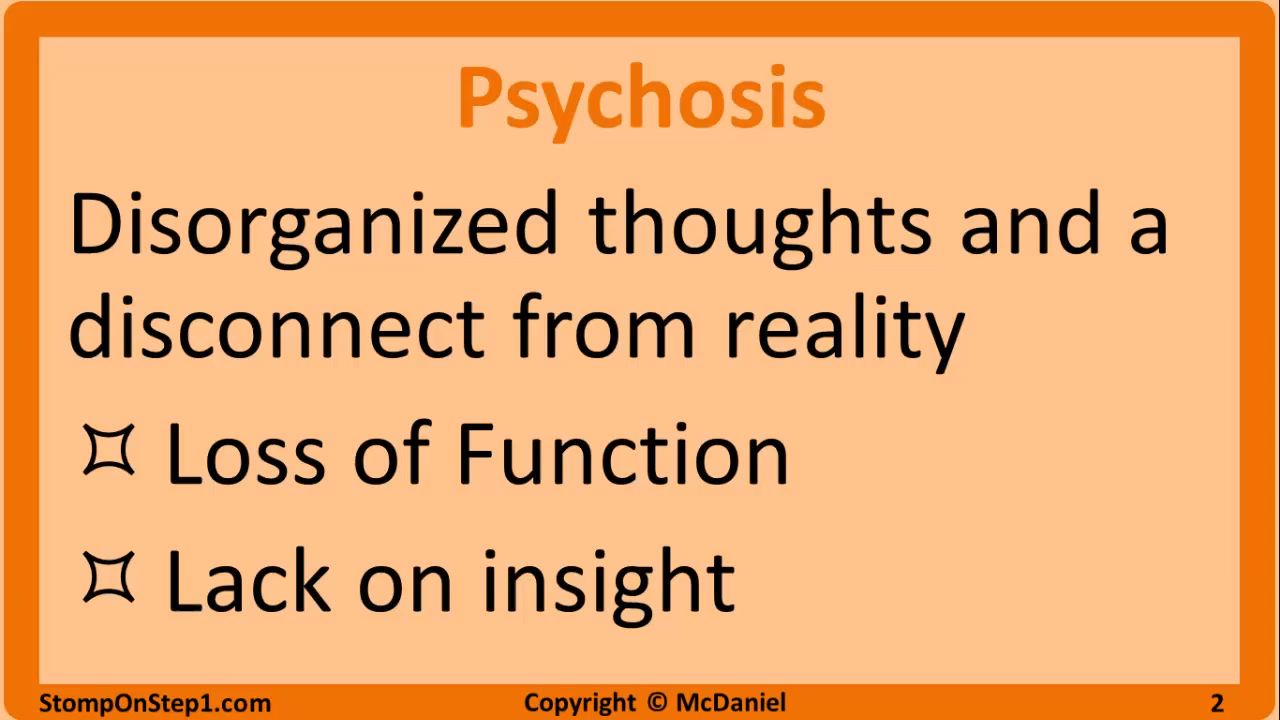 Psychosis
Disorganized thoughts and a
disconnect from reality
Loss of Function
Lack on insight
StompOnStep1.com
Copyright © McDaniel
2